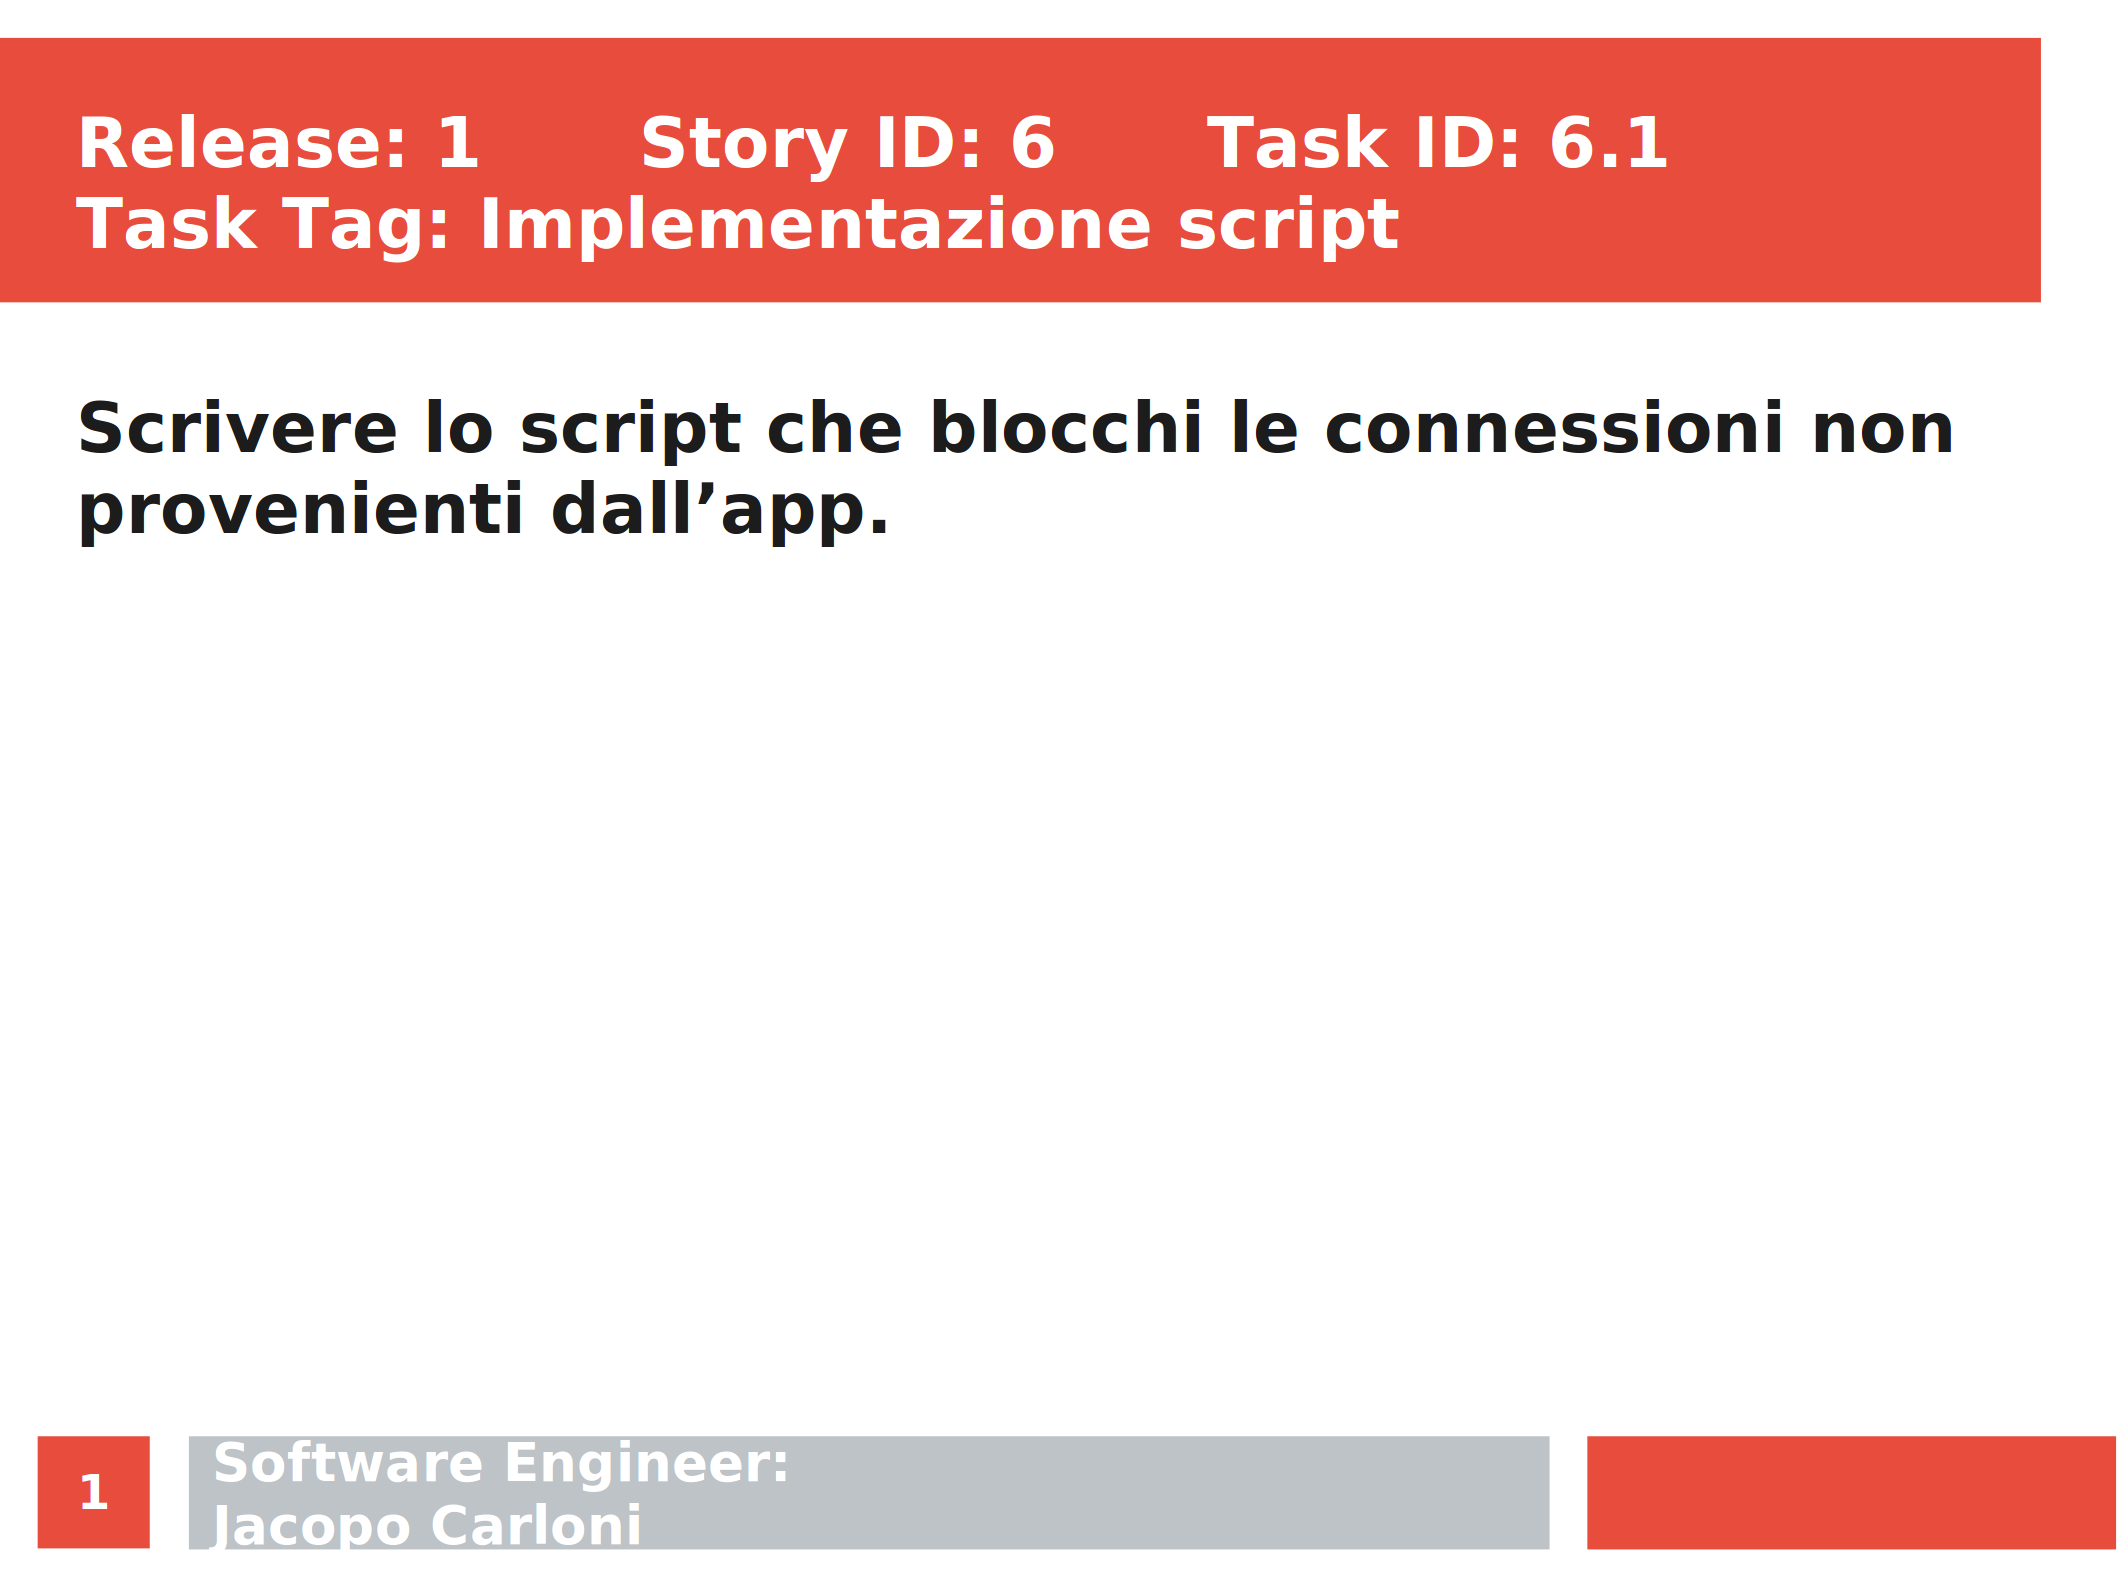 Release: 1 Story ID: 6 Task ID: 6.1
Task Tag: Implementazione script
Scrivere lo script che blocchi le connessioni non
provenienti dall’app.
1
Software Engineer:
Jacopo Carloni